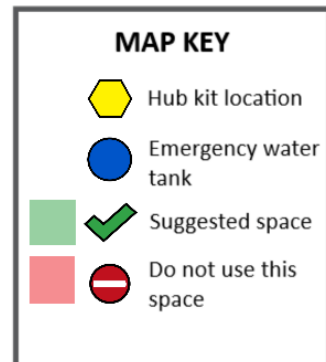 MAP KEY
Hub kit location
Emergency water
tank
Suggested space
Do not use this
space